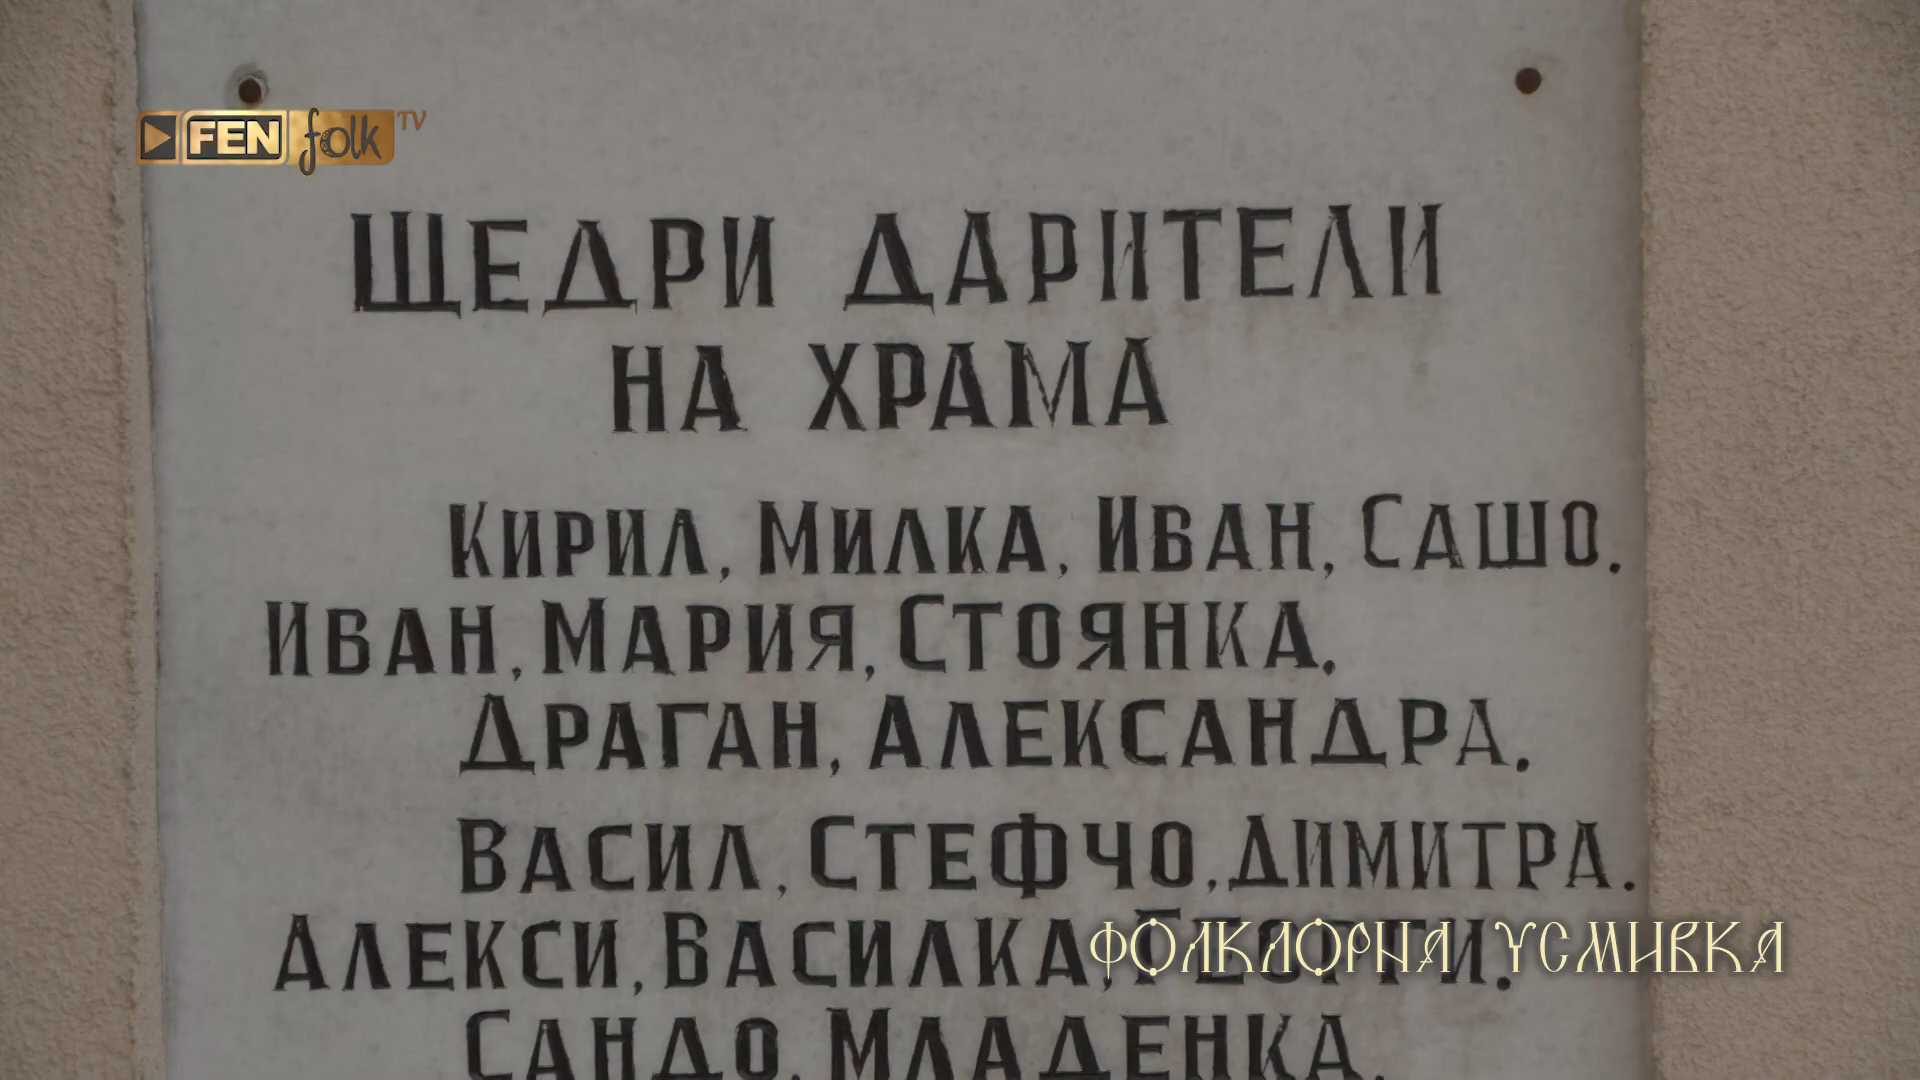 FEN folk TV
ЩЕДРИ ДАРИТЕЛИ
НА ХРАМА
КИРИЛ, МИЛКА, ИВАН, САШО.
ИВАН, МАРИЯ, СТОЯНКА.
ДРАГАН, АЛЕКСАНДРА.
ВАСИЛ, СТЕФЧО, ДИМИТРА.
АЛЕКСИ, ВАСИЛКА, ГЕОРГИ.
ФОЛКЛОРНА УСМИВКА
САНДО, МЛАДЕНКА.